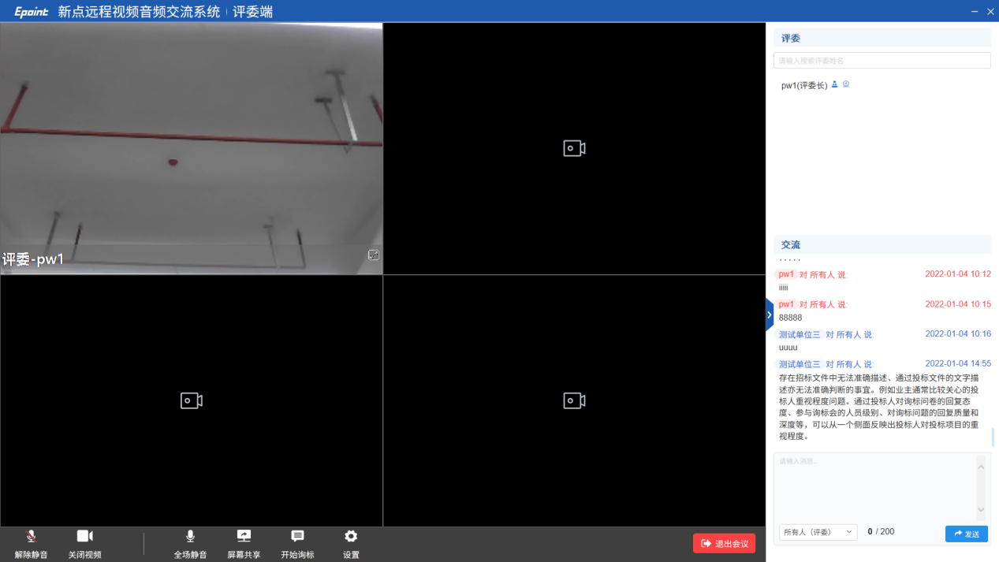 Epoint 新点远程视频音频交流系统 评委端
评委
请输入搜索评委姓名
pw1(评委长)
评委-pw1
交流
pw1 对 所有人 说: 2022-01-04 10:12
iiiii
pw1 对 所有人 说: 2022-01-04 10:15
88888
测试单位三 对 所有人 说: 2022-01-04 10:16
uuuu
测试单位三 对 所有人 说: 2022-01-04 14:55
存在招标文件中无法准确描述、通过投标文件的文字描
述亦无法准确判断的事宜。例如业主通常比较关心的投
标人重视程度问题。通过投标人对询标问卷的回复态
度、参与询标会的人员级别、对询标问题的回复质量和
深度等，可以从一个侧面反映出投标人对投标项目的重
视程度。
请输入消息...
所有人（评委） 0 / 200 发送
解除静音 关闭视频 全场静音 屏幕共享 开始询标 设置 退出会议